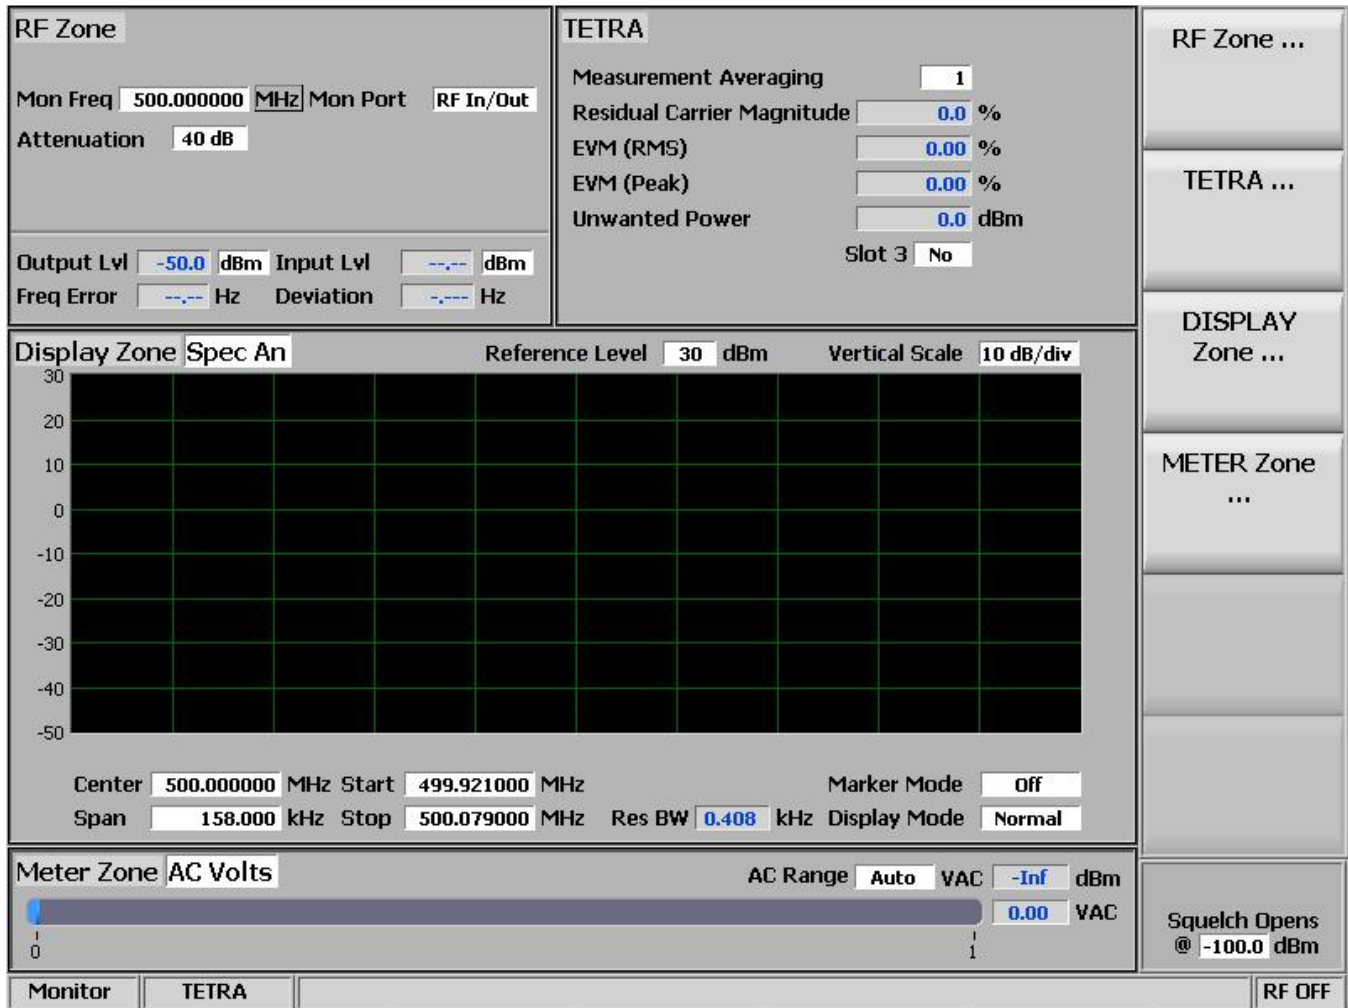 RF Zone
Mon Freq 500.000000 MHz Mon Port RF In/Out
Attenuation 40 dB
Output Lvl -50.0 dBm Input Lvl --.-- dBm
Freq Error --.-- Hz Deviation -.--- Hz
TETRA
Measurement Averaging 1
Residual Carrier Magnitude 0.0 %
EVM (RMS) 0.00 %
EVM (Peak) 0.00 %
Unwanted Power 0.0 dBm
Slot 3 No
Display Zone Spec An Reference Level 30 dBm Vertical Scale 10 dB/div
30
20
10
0
-10
-20
-30
-40
-50
Center 500.000000 MHz Start 499.921000 MHz Marker Mode Off
Span 158.000 kHz Stop 500.079000 MHz Res BW 0.408 kHz Display Mode Normal
Meter Zone AC Volts AC Range Auto VAC -Inf dBm
0.00 VAC
0 1
RF Zone ...
TETRA ...
DISPLAY
Zone ...
METER Zone
...
Squelch Opens
@ -100.0 dBm
Monitor TETRA RF OFF